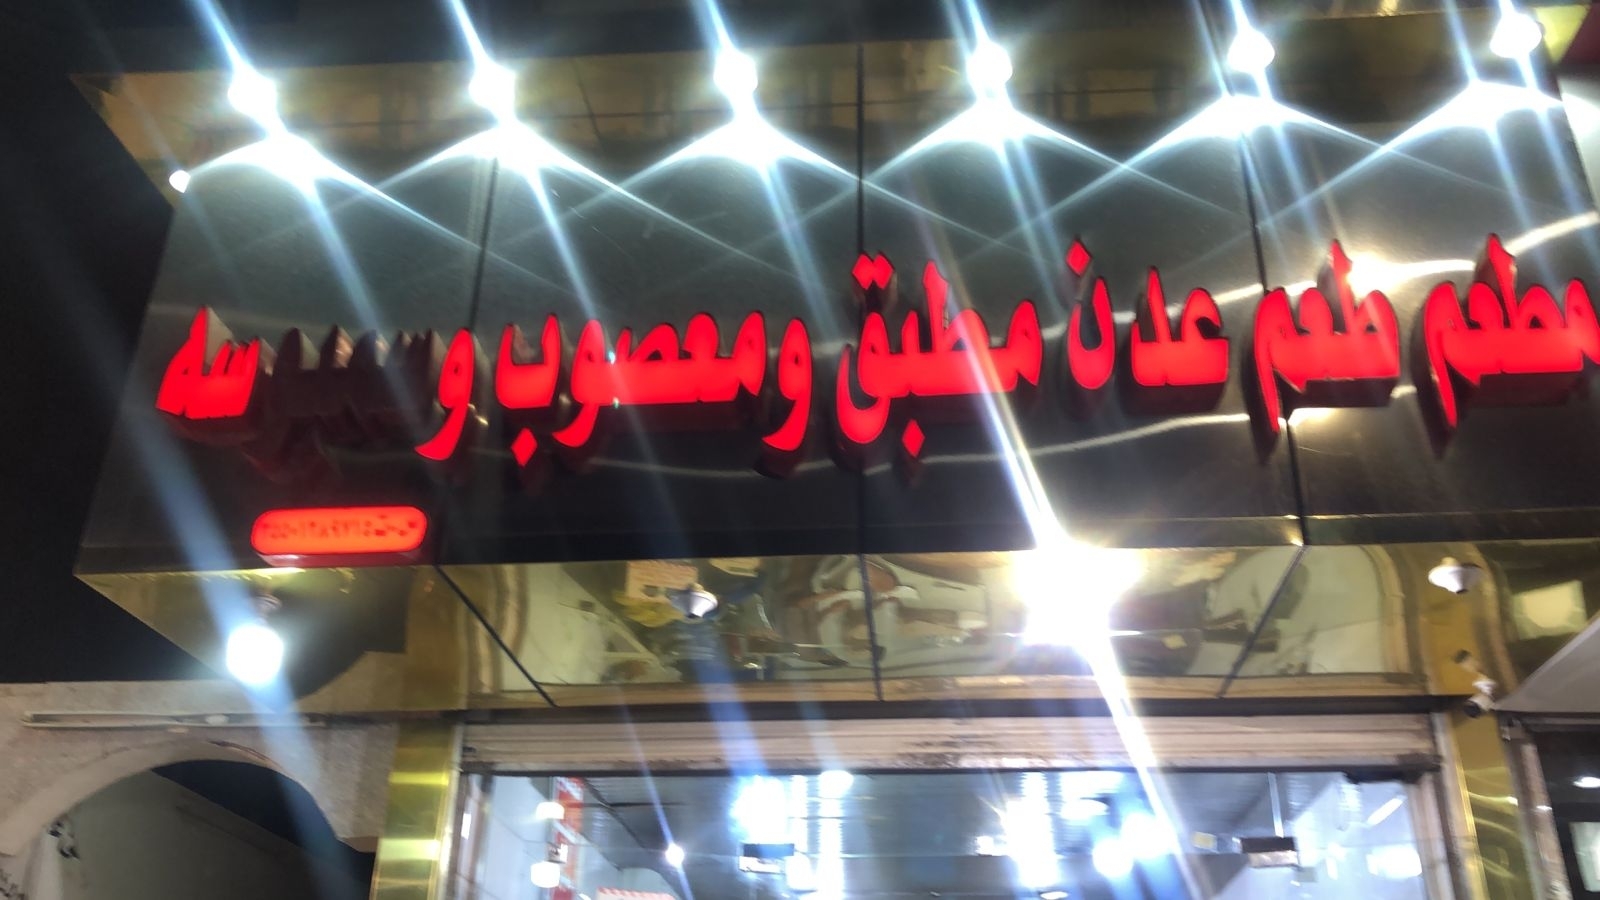 مطعم طعم عدن مطبق ومعصوب و